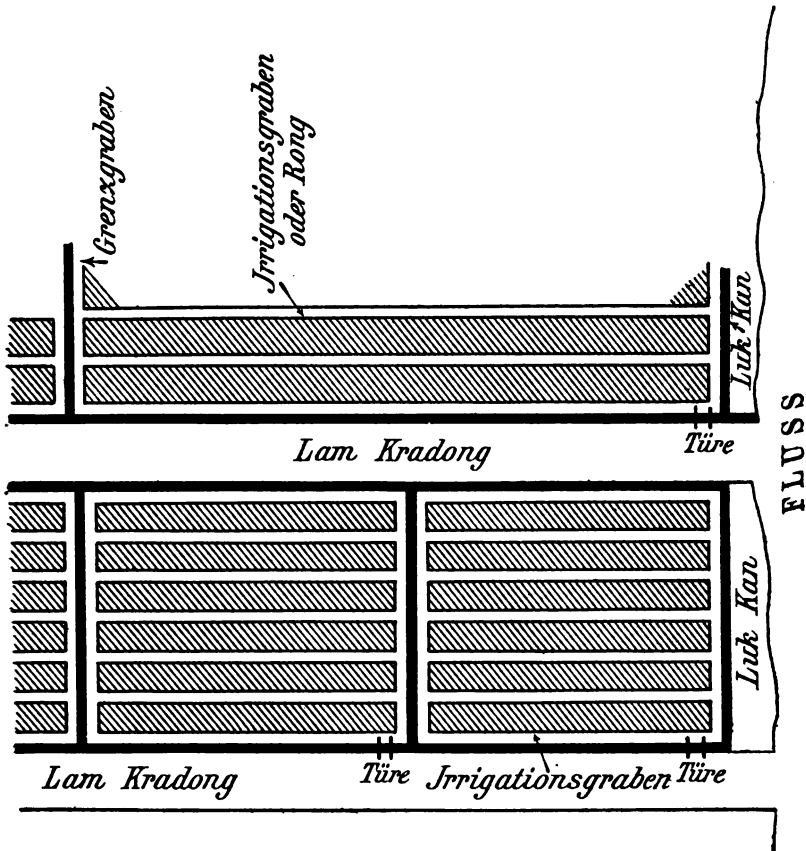 Grenzgraben
Jrrigationsgraben
oder Rong
Luk Kan
Türe
Lam Kradong
FLUSS
Luk Kan
Lam Kradong
Türe
Jrrigationsgraben
Türe